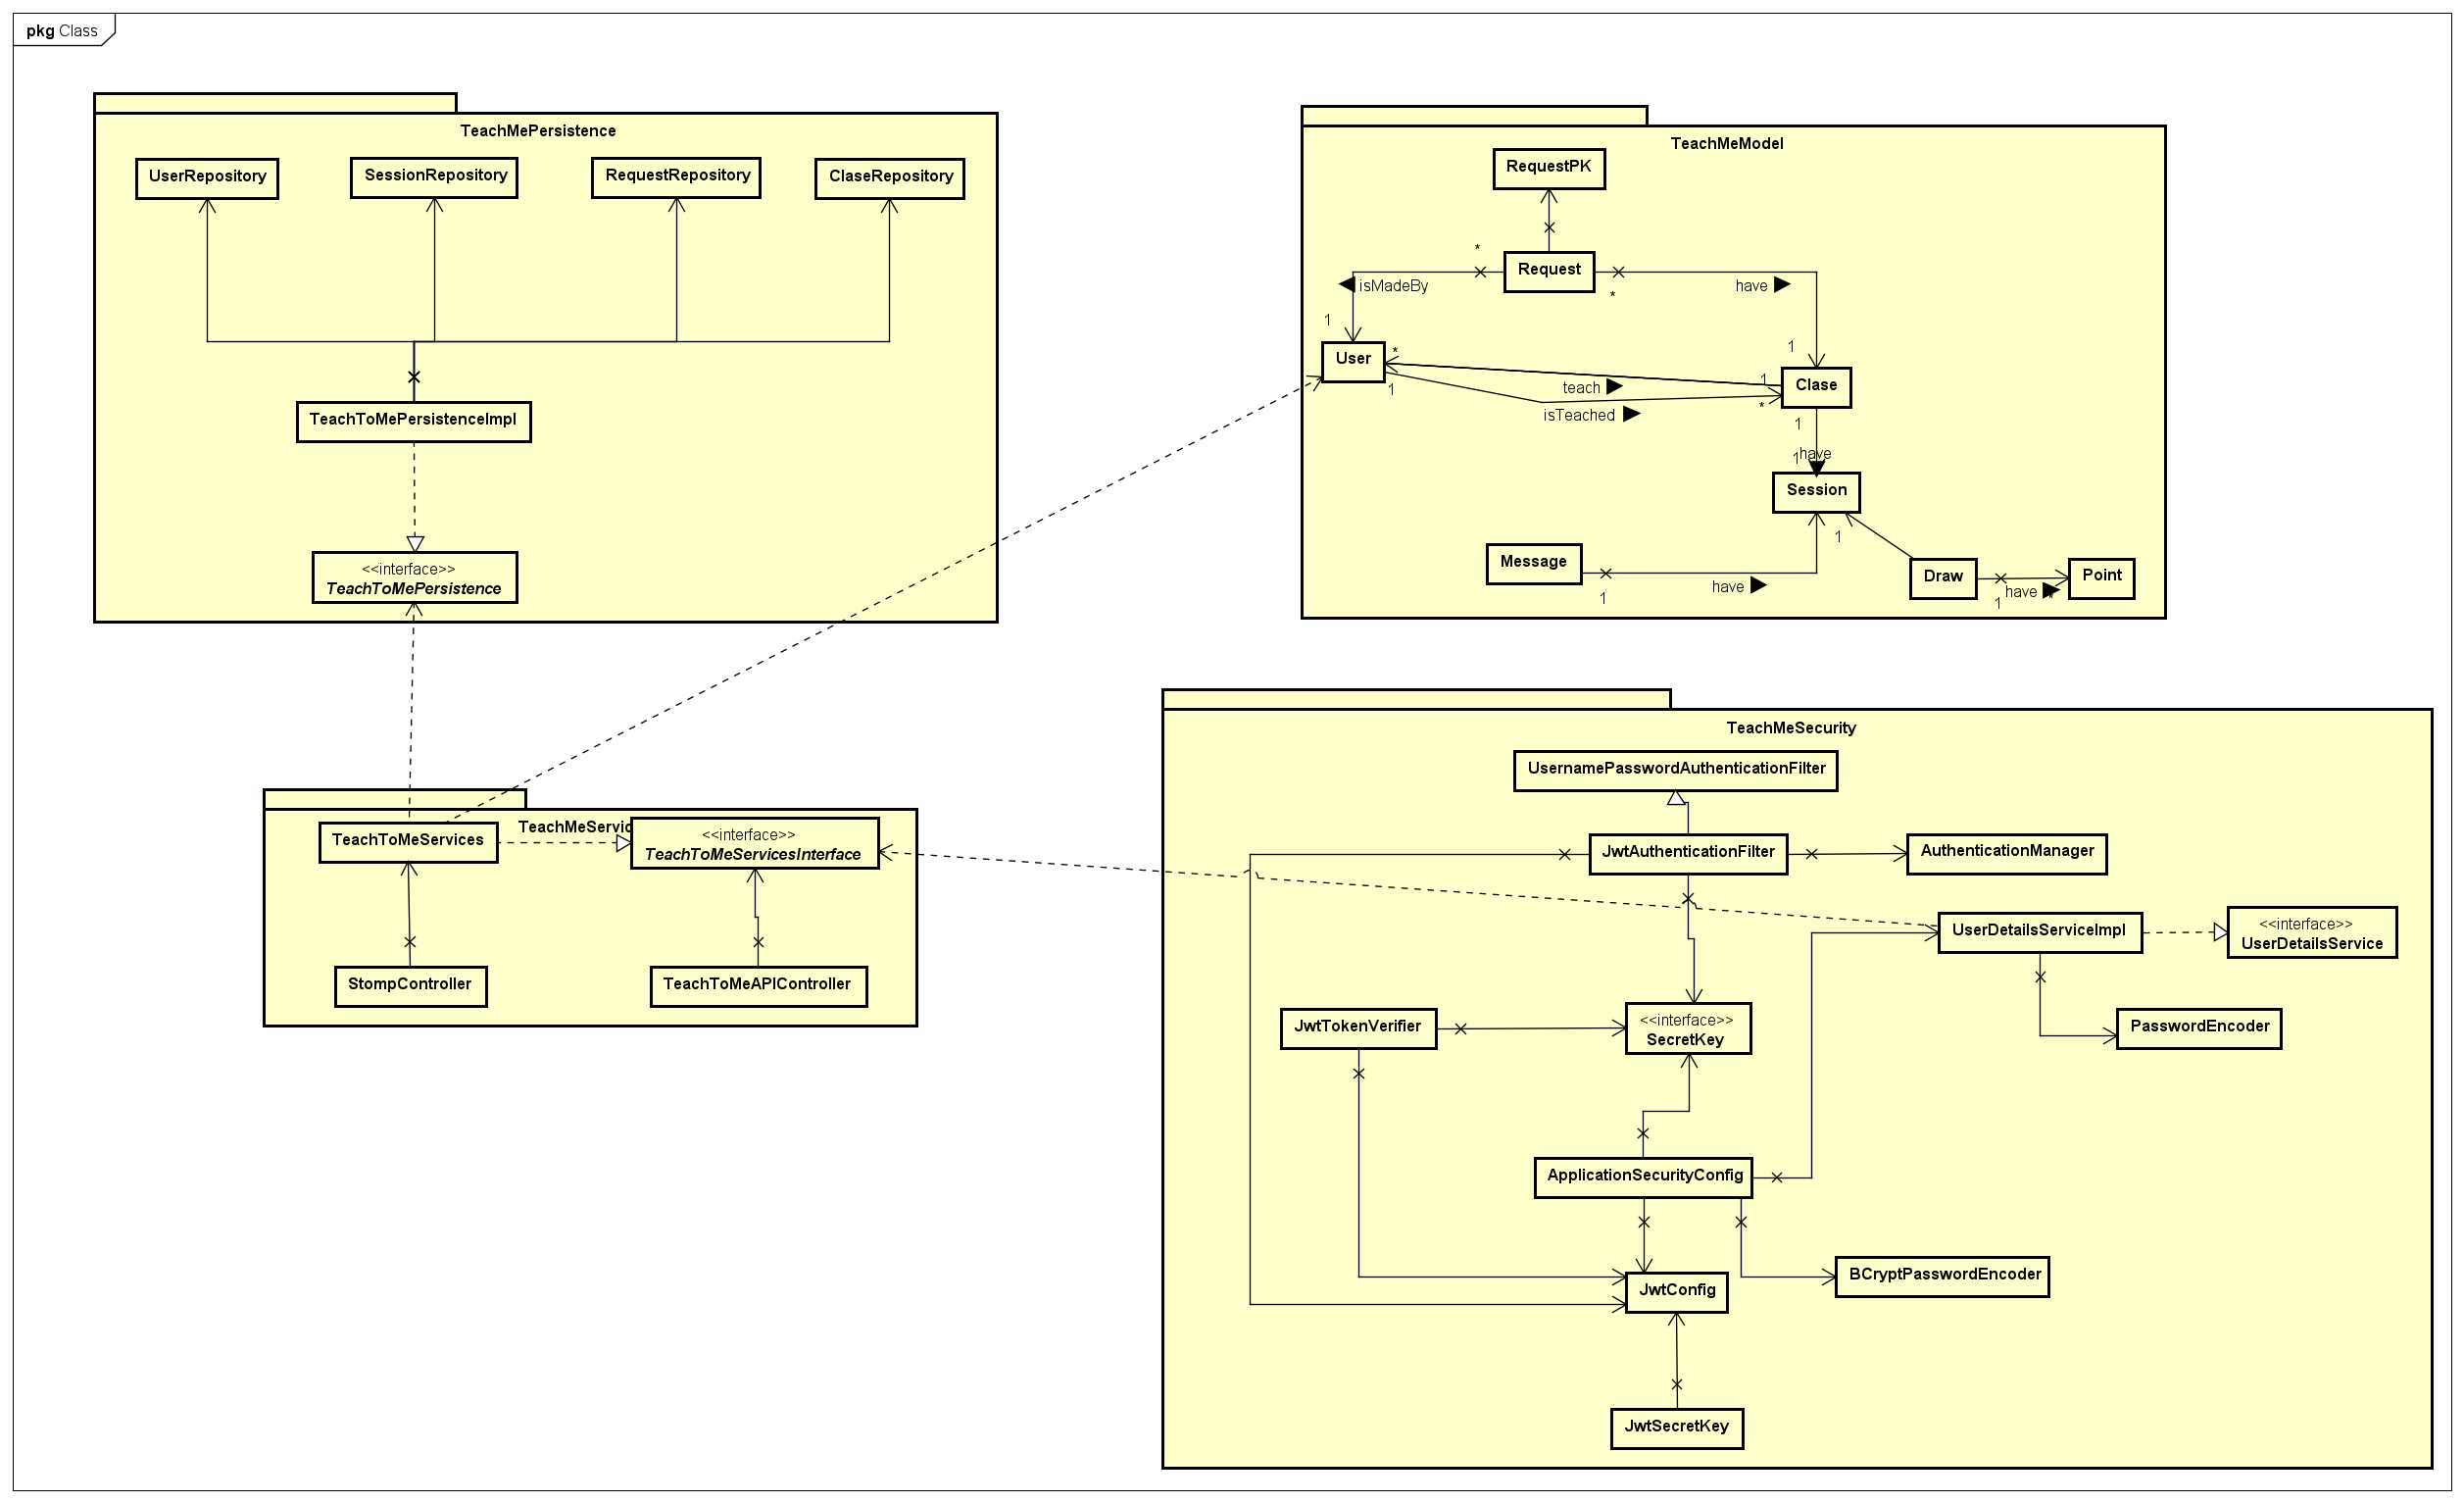 pkg Class
TeachMePersistence
UserRepository
SessionRepository
RequestRepository
ClaseRepository
TeachToMePersistenceImpl
<<interface>>
TeachToMePersistence
TeachMeModel
RequestPK
Request
*
*
isMadeBy
have
1
1
User
*
1
Clase
1
teach
*
isTeached
1
have
1
Session
1
Message
1
have
Draw
1
have
*
Point
TeachMeServic
TeachToMeServices
<<interface>>
TeachToMeServicesInterface
StompController
TeachToMeAPIController
TeachMeSecurity
UsernamePasswordAuthenticationFilter
JwtAuthenticationFilter
AuthenticationManager
UserDetailsServiceImpl
<<interface>>
UserDetailsService
JwtTokenVerifier
<<interface>>
SecretKey
PasswordEncoder
ApplicationSecurityConfig
JwtConfig
BCryptPasswordEncoder
JwtSecretKey